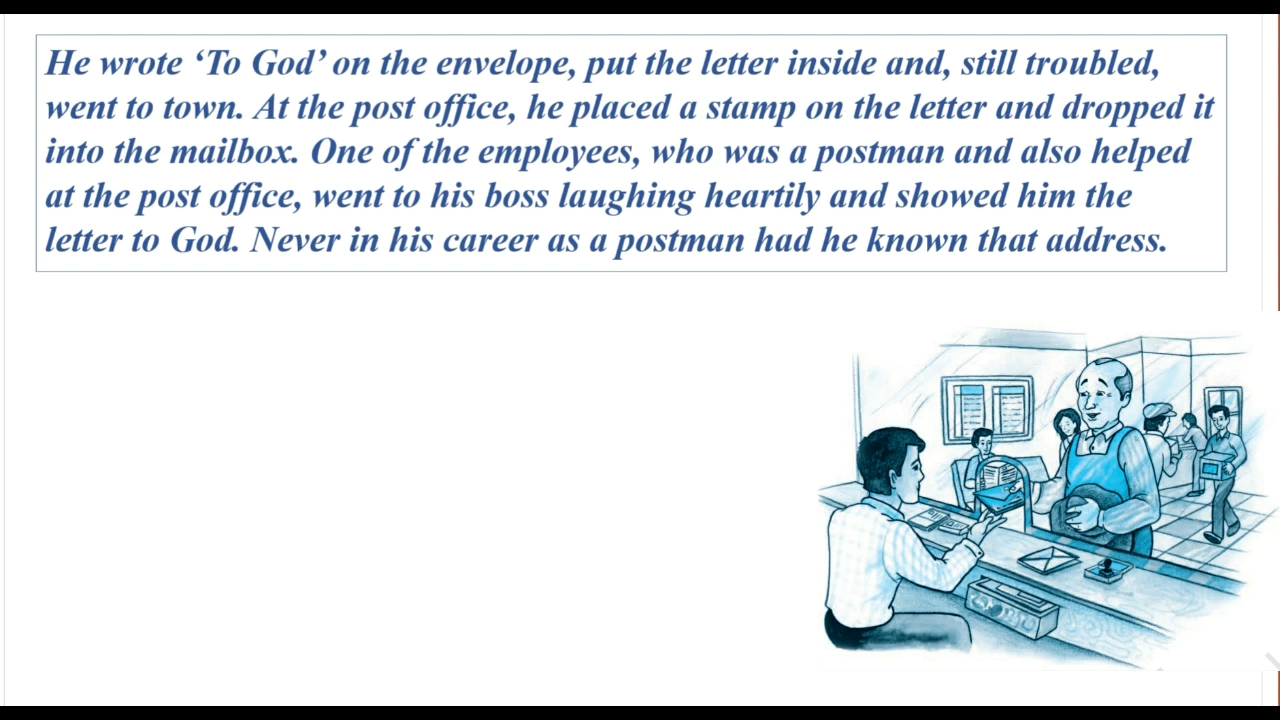 He wrote ‘To God’ on the envelope, put the letter inside and, still troubled,
went to town. At the post office, he placed a stamp on the letter and dropped it
into the mailbox. One of the employees, who was a postman and also helped
at the post office, went to his boss laughing heartily and showed him the
letter to God. Never in his career as a postman had he known that address.